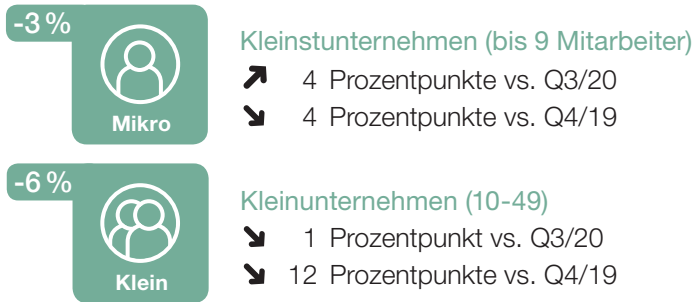 -3 %
Mikro
Kleinstunternehmen (bis 9 Mitarbeiter)
4 Prozentpunkte vs. Q3/20
4 Prozentpunkte vs. Q4/19
-6 %
Klein
Kleinunternehmen (10-49)
1 Prozentpunkt vs. Q3/20
12 Prozentpunkte vs. Q4/19